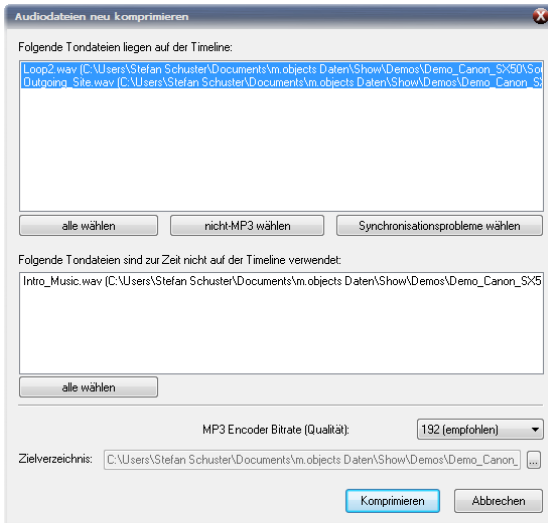 Audiodateien neu komprimieren
Folgende Tondateien liegen auf der Timeline:
Loop2.wav (C:\Users\Stefan Schuster\Documents\m.objects Daten\Show\Demos\Demo_Canon_SX50\Sou
Outgoing_Site.wav (C:\Users\Stefan Schuster\Documents\m.objects Daten\Show\Demos\Demo_Canon_SX
alle wählen nicht-MP3 wählen Synchronisationsprobleme wählen
Folgende Tondateien sind zur Zeit nicht auf der Timeline verwendet:
Intro_Music.wav (C:\Users\Stefan Schuster\Documents\m.objects Daten\Show\Demos\Demo_Canon_SX5
alle wählen
MP3 Encoder Bitrate (Qualität): 192 (empfohlen)
Zielverzeichnis: C:\Users\Stefan Schuster\Documents\m.objects Daten\Show\Demos\Demo_Canon_ ...
Komprimieren Abbrechen